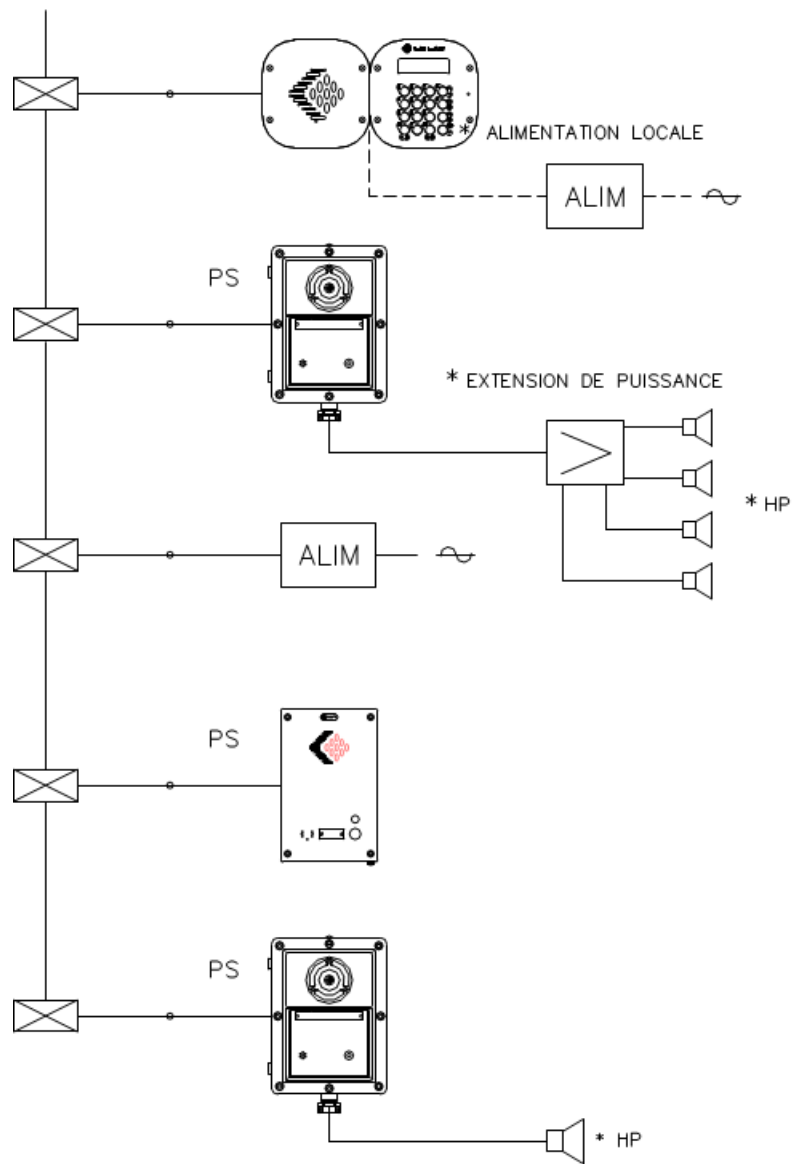 * ALIMENTATION LOCALE
ALIM
PS
* EXTENSION DE PUISSANCE
* HP
ALIM
PS
PS
* HP